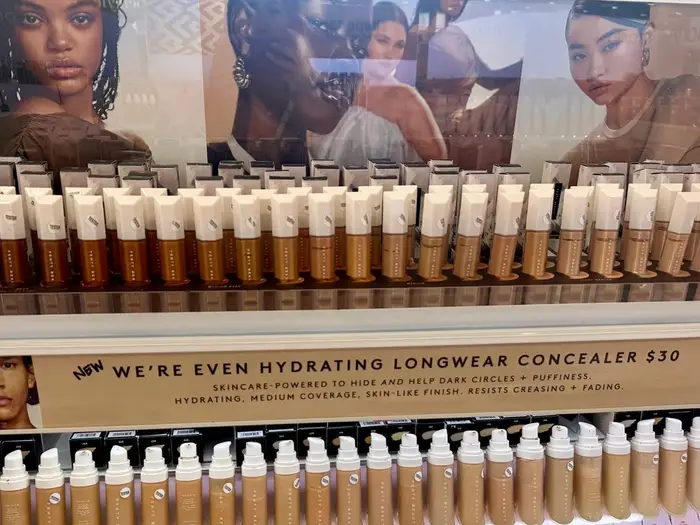 NEW WE'RE EVEN HYDRATING LONGWEAR CONCEALER $30
SKINCARE-POWERED TO HIDE AND HELP DARK CIRCLES + PUFFINESS.
HYDRATING, MEDIUM COVERAGE, SKIN-LIKE FINISH. RESISTS CREASING + FADING.